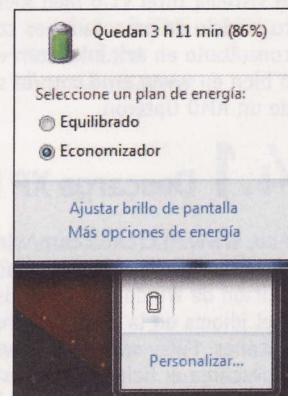 Quedan 3 h 11 min (86%)
Seleccione un plan de energía:
Equilibrado
Economizador
Ajustar brillo de pantalla
Más opciones de energía
Personalizar...